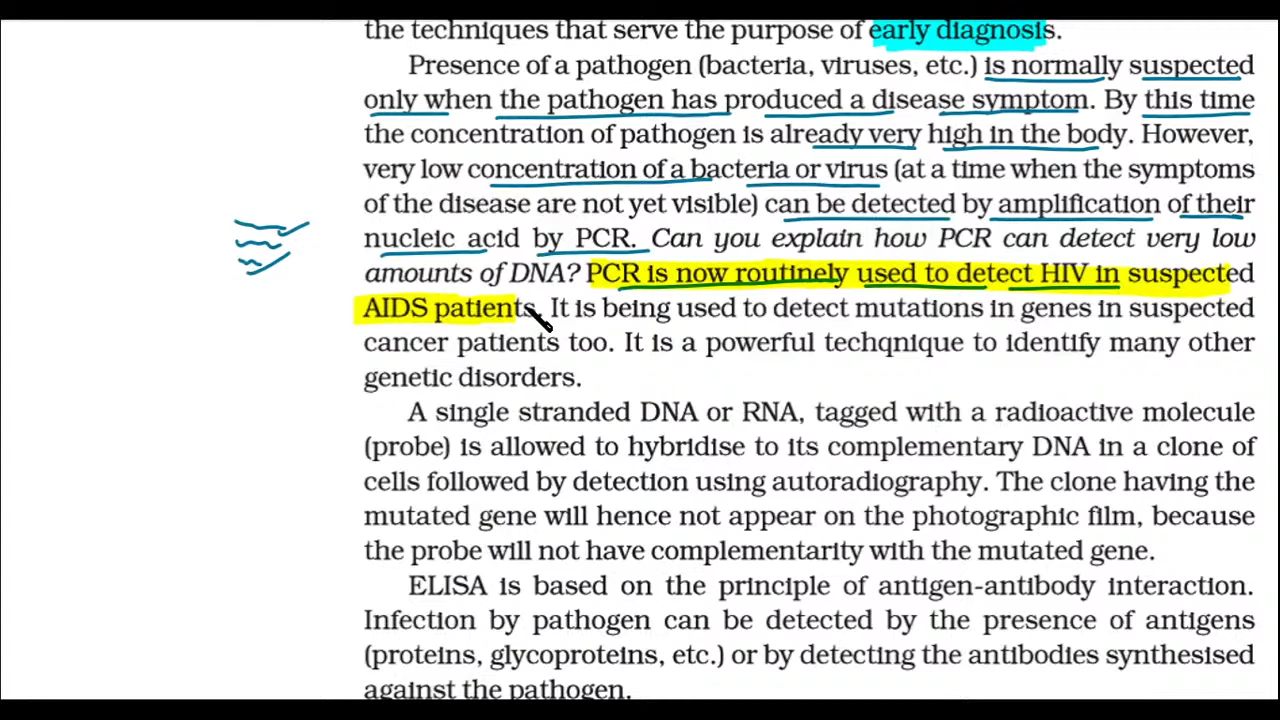 the techniques that serve the purpose of early diagnosis.
Presence of a pathogen (bacteria, viruses, etc.) is normally suspected
only when the pathogen has produced a disease symptom. By this time
the concentration of pathogen is already very high in the body. However,
very low concentration of a bacteria or virus (at a time when the symptoms
of the disease are not yet visible) can be detected by amplification of their
nucleic acid by PCR. Can you explain how PCR can detect very low
amounts of DNA? PCR is now routinely used to detect HIV in suspected
AIDS patients. It is being used to detect mutations in genes in suspected
cancer patients too. It is a powerful techqnique to identify many other
genetic disorders.
A single stranded DNA or RNA, tagged with a radioactive molecule
(probe) is allowed to hybridise to its complementary DNA in a clone of
cells followed by detection using autoradiography. The clone having the
mutated gene will hence not appear on the photographic film, because
the probe will not have complementarity with the mutated gene.
ELISA is based on the principle of antigen-antibody interaction.
Infection by pathogen can be detected by the presence of antigens
(proteins, glycoproteins, etc.) or by detecting the antibodies synthesised
against the pathogen.